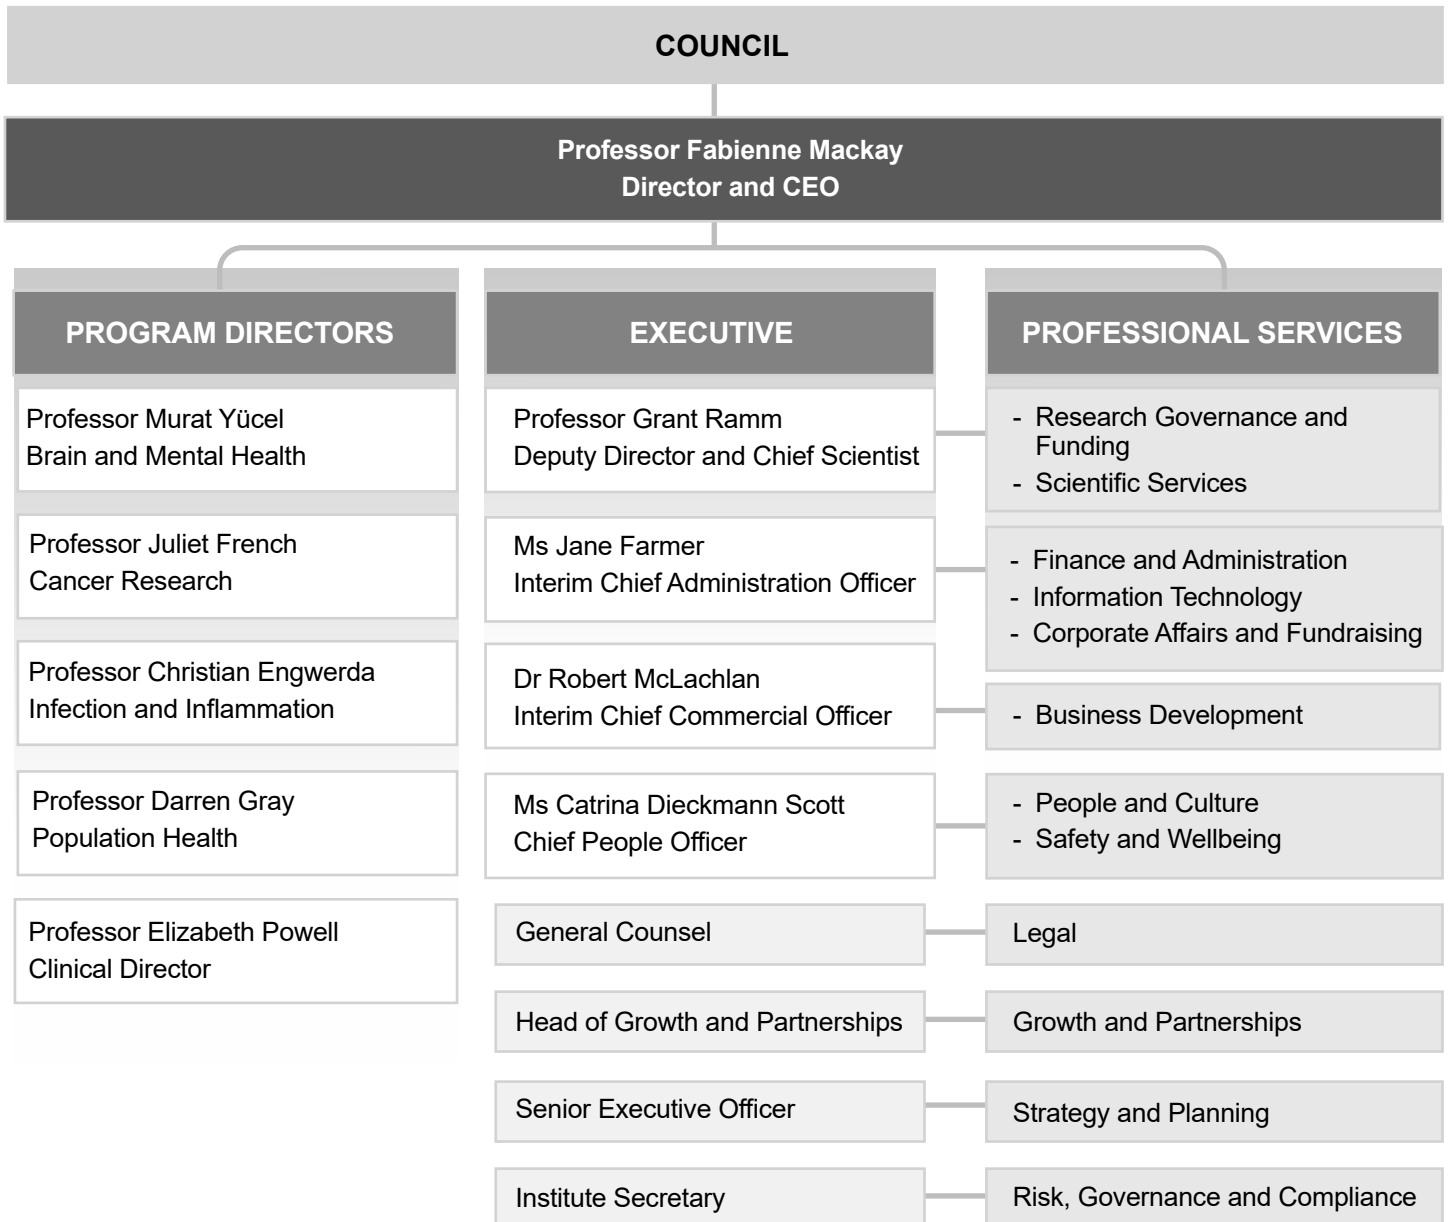 COUNCIL
Professor Fabienne Mackay
Director and CEO
PROGRAM DIRECTORS
Professor Murat Yücel
Brain and Mental Health
Professor Juliet French
Cancer Research
Professor Christian Engwerda
Infection and Inflammation
Professor Darren Gray
Population Health
Professor Elizabeth Powell
Clinical Director
EXECUTIVE
Professor Grant Ramm
Deputy Director and Chief Scientist
Ms Jane Farmer
Interim Chief Administration Officer
Dr Robert McLachlan
Interim Chief Commercial Officer
Ms Catrina Dieckmann Scott
Chief People Officer
General Counsel
Head of Growth and Partnerships
Senior Executive Officer
Institute Secretary
PROFESSIONAL SERVICES
- Research Governance and
Funding
- Scientific Services
- Finance and Administration
- Information Technology
- Corporate Affairs and Fundraising
- Business Development
- People and Culture
- Safety and Wellbeing
Legal
Growth and Partnerships
Strategy and Planning
Risk, Governance and Compliance